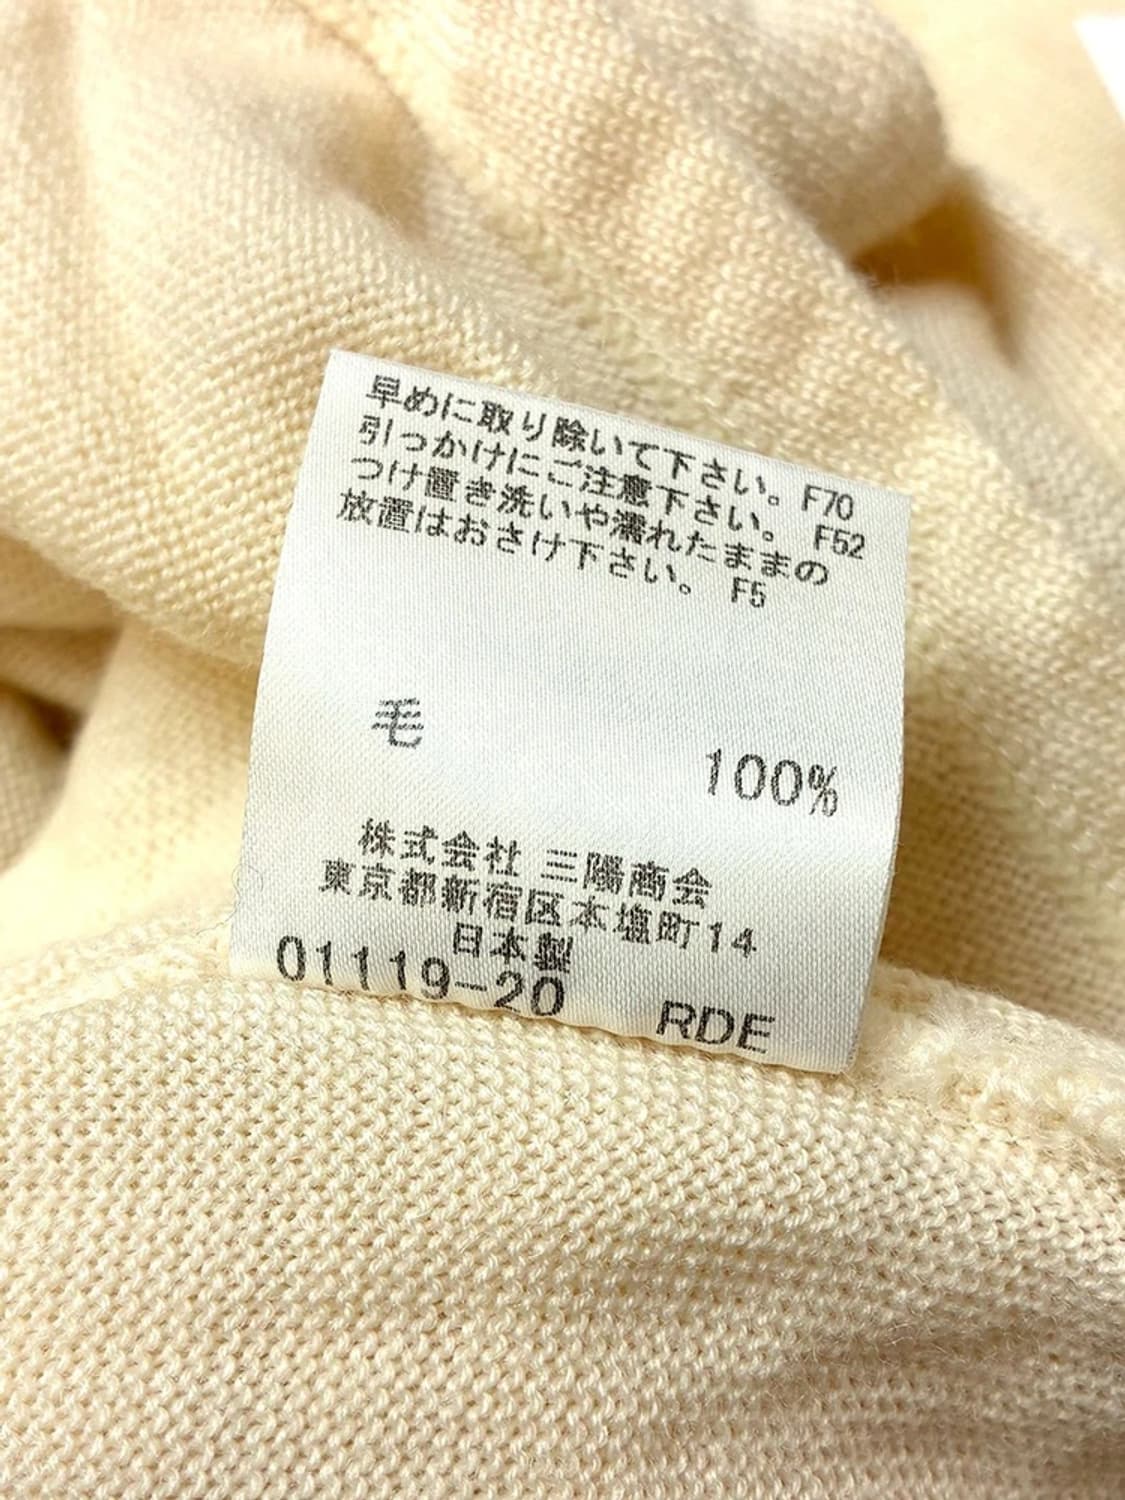 早めに取り除いて下さい。 F70
引っかけにご注意下さい。 F52
つけ置き洗いや濡れたままの
放置はおさけ下さい。 F5
毛 100%
株式会社 三陽商会
東京都新宿区本塩町14
日本製
01119-20 RDE